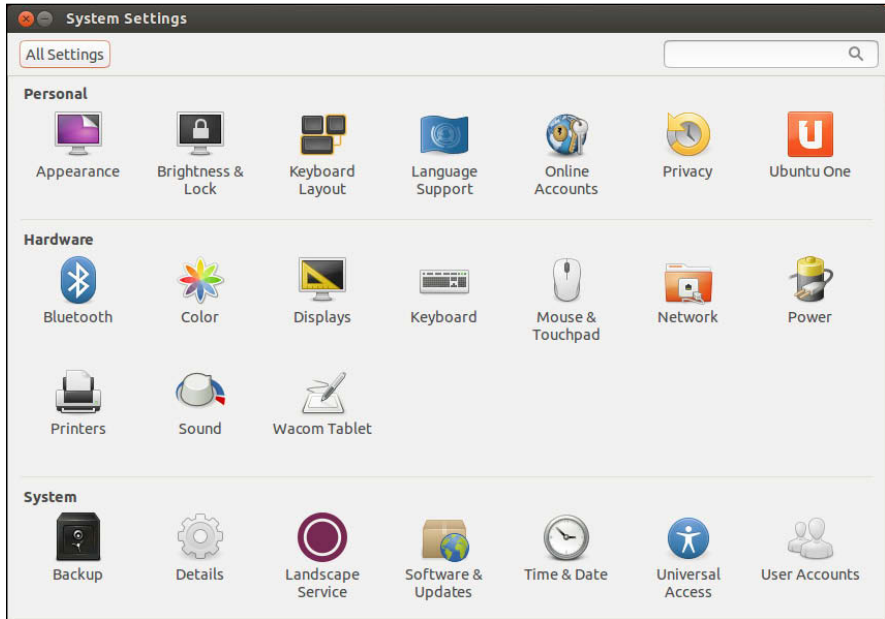 System Settings
All Settings
Personal
Appearance
Brightness &
Lock
Keyboard
Layout
Language
Support
Online
Accounts
Privacy
Ubuntu One
Hardware
Bluetooth
Color
Displays
Keyboard
Mouse &
Touchpad
Network
Power
Printers
Sound
Wacom Tablet
System
Backup
Details
Landscape
Service
Software &
Updates
Time & Date
Universal
Access
User Accounts